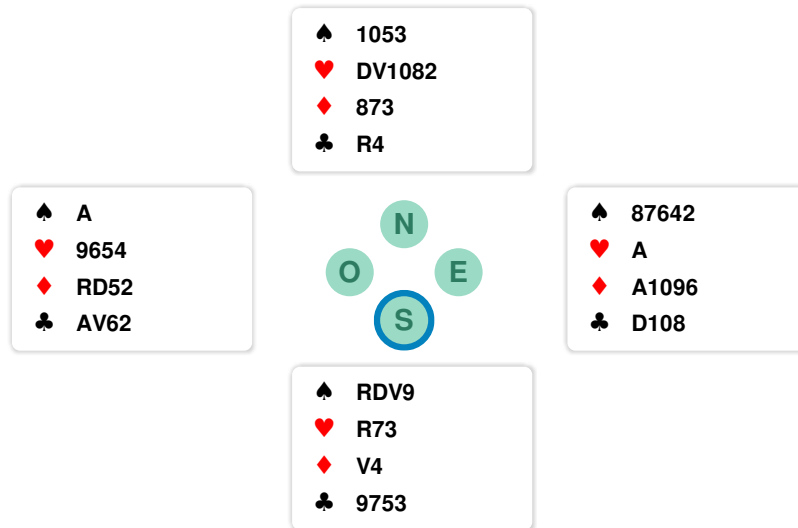 ♠ 1053
♥ DV1082
♦ 873
♣ R4
♠ A
♥ 9654
♦ RD52
♣ AV62
N
O E
S
♠ 87642
♥ A
♦ A1096
♣ D108
♠ RDV9
♥ R73
♦ V4
♣ 9753